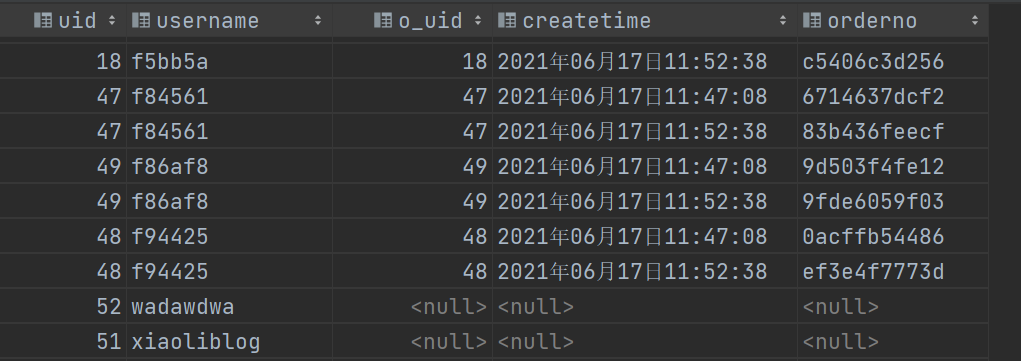 uid username o_uid createtime orderno
18 f5bb5a 18 2021年06月17日11:52:38 c5406c3d256
47 f84561 47 2021年06月17日11:47:08 6714637dcf2
47 f84561 47 2021年06月17日11:52:38 83b436feecf
49 f86af8 49 2021年06月17日11:47:08 9d503f4fe12
49 f86af8 49 2021年06月17日11:52:38 9fde6059f03
48 f94425 48 2021年06月17日11:47:08 0acffb54486
48 f94425 48 2021年06月17日11:52:38 ef3e4f7773d
52 wadawdwa <null> <null> <null>
51 xiaoliblog <null> <null> <null>